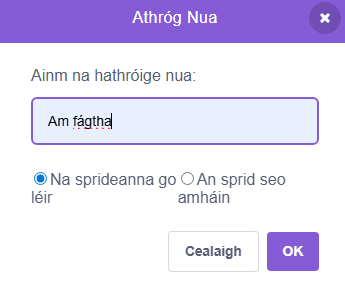 Athróg Nua
Ainm na hathróige nua:
Am fágtha
Na sprideanna go léir
An sprid seo amháin
Cealaigh
OK